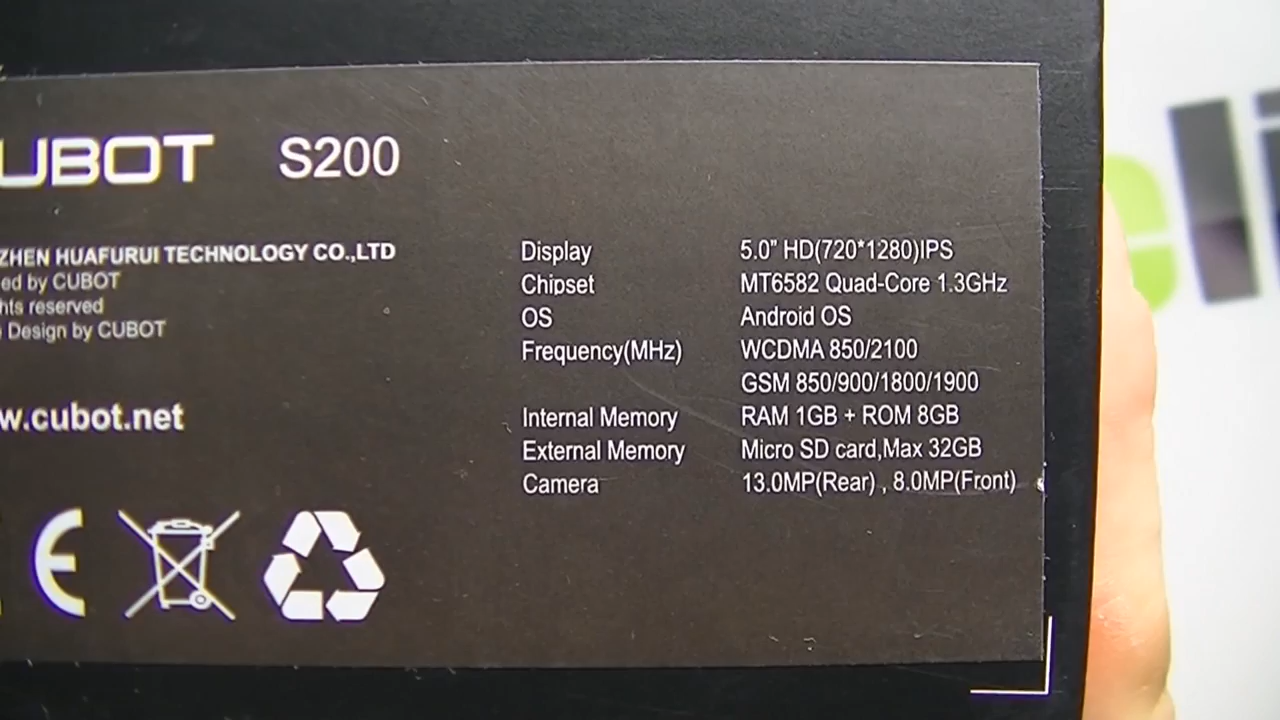 UBOT S200
ZHEN HUAFURUI TECHNOLOGY CO.,LTD
ed by CUBOT
hts reserved
Design by CUBOT
w.cubot.net
Display 5.0" HD(720*1280)IPS
Chipset MT6582 Quad-Core 1.3GHz
OS Android OS
Frequency(MHz) WCDMA 850/2100
GSM 850/900/1800/1900
Internal Memory RAM 1GB + ROM 8GB
External Memory Micro SD card,Max 32GB
Camera 13.0MP(Rear) , 8.0MP(Front)
CE